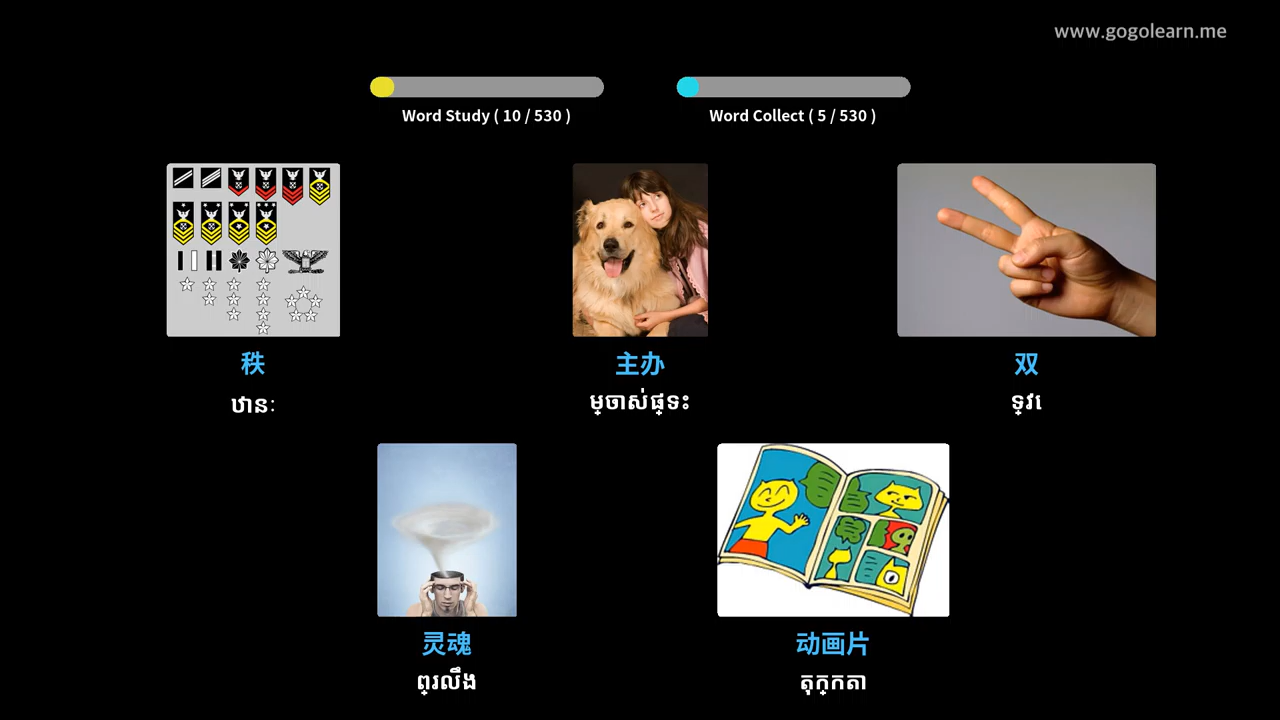 www.gogolearn.me
Word Study ( 10 / 530 )
Word Collect ( 5 / 530 )
秩
主办
双
ឋានៈ
ម្ចាស់ផ្ទះ
ទ្វេ
灵魂
动画片
ព្រលឹង
តុក្កតា